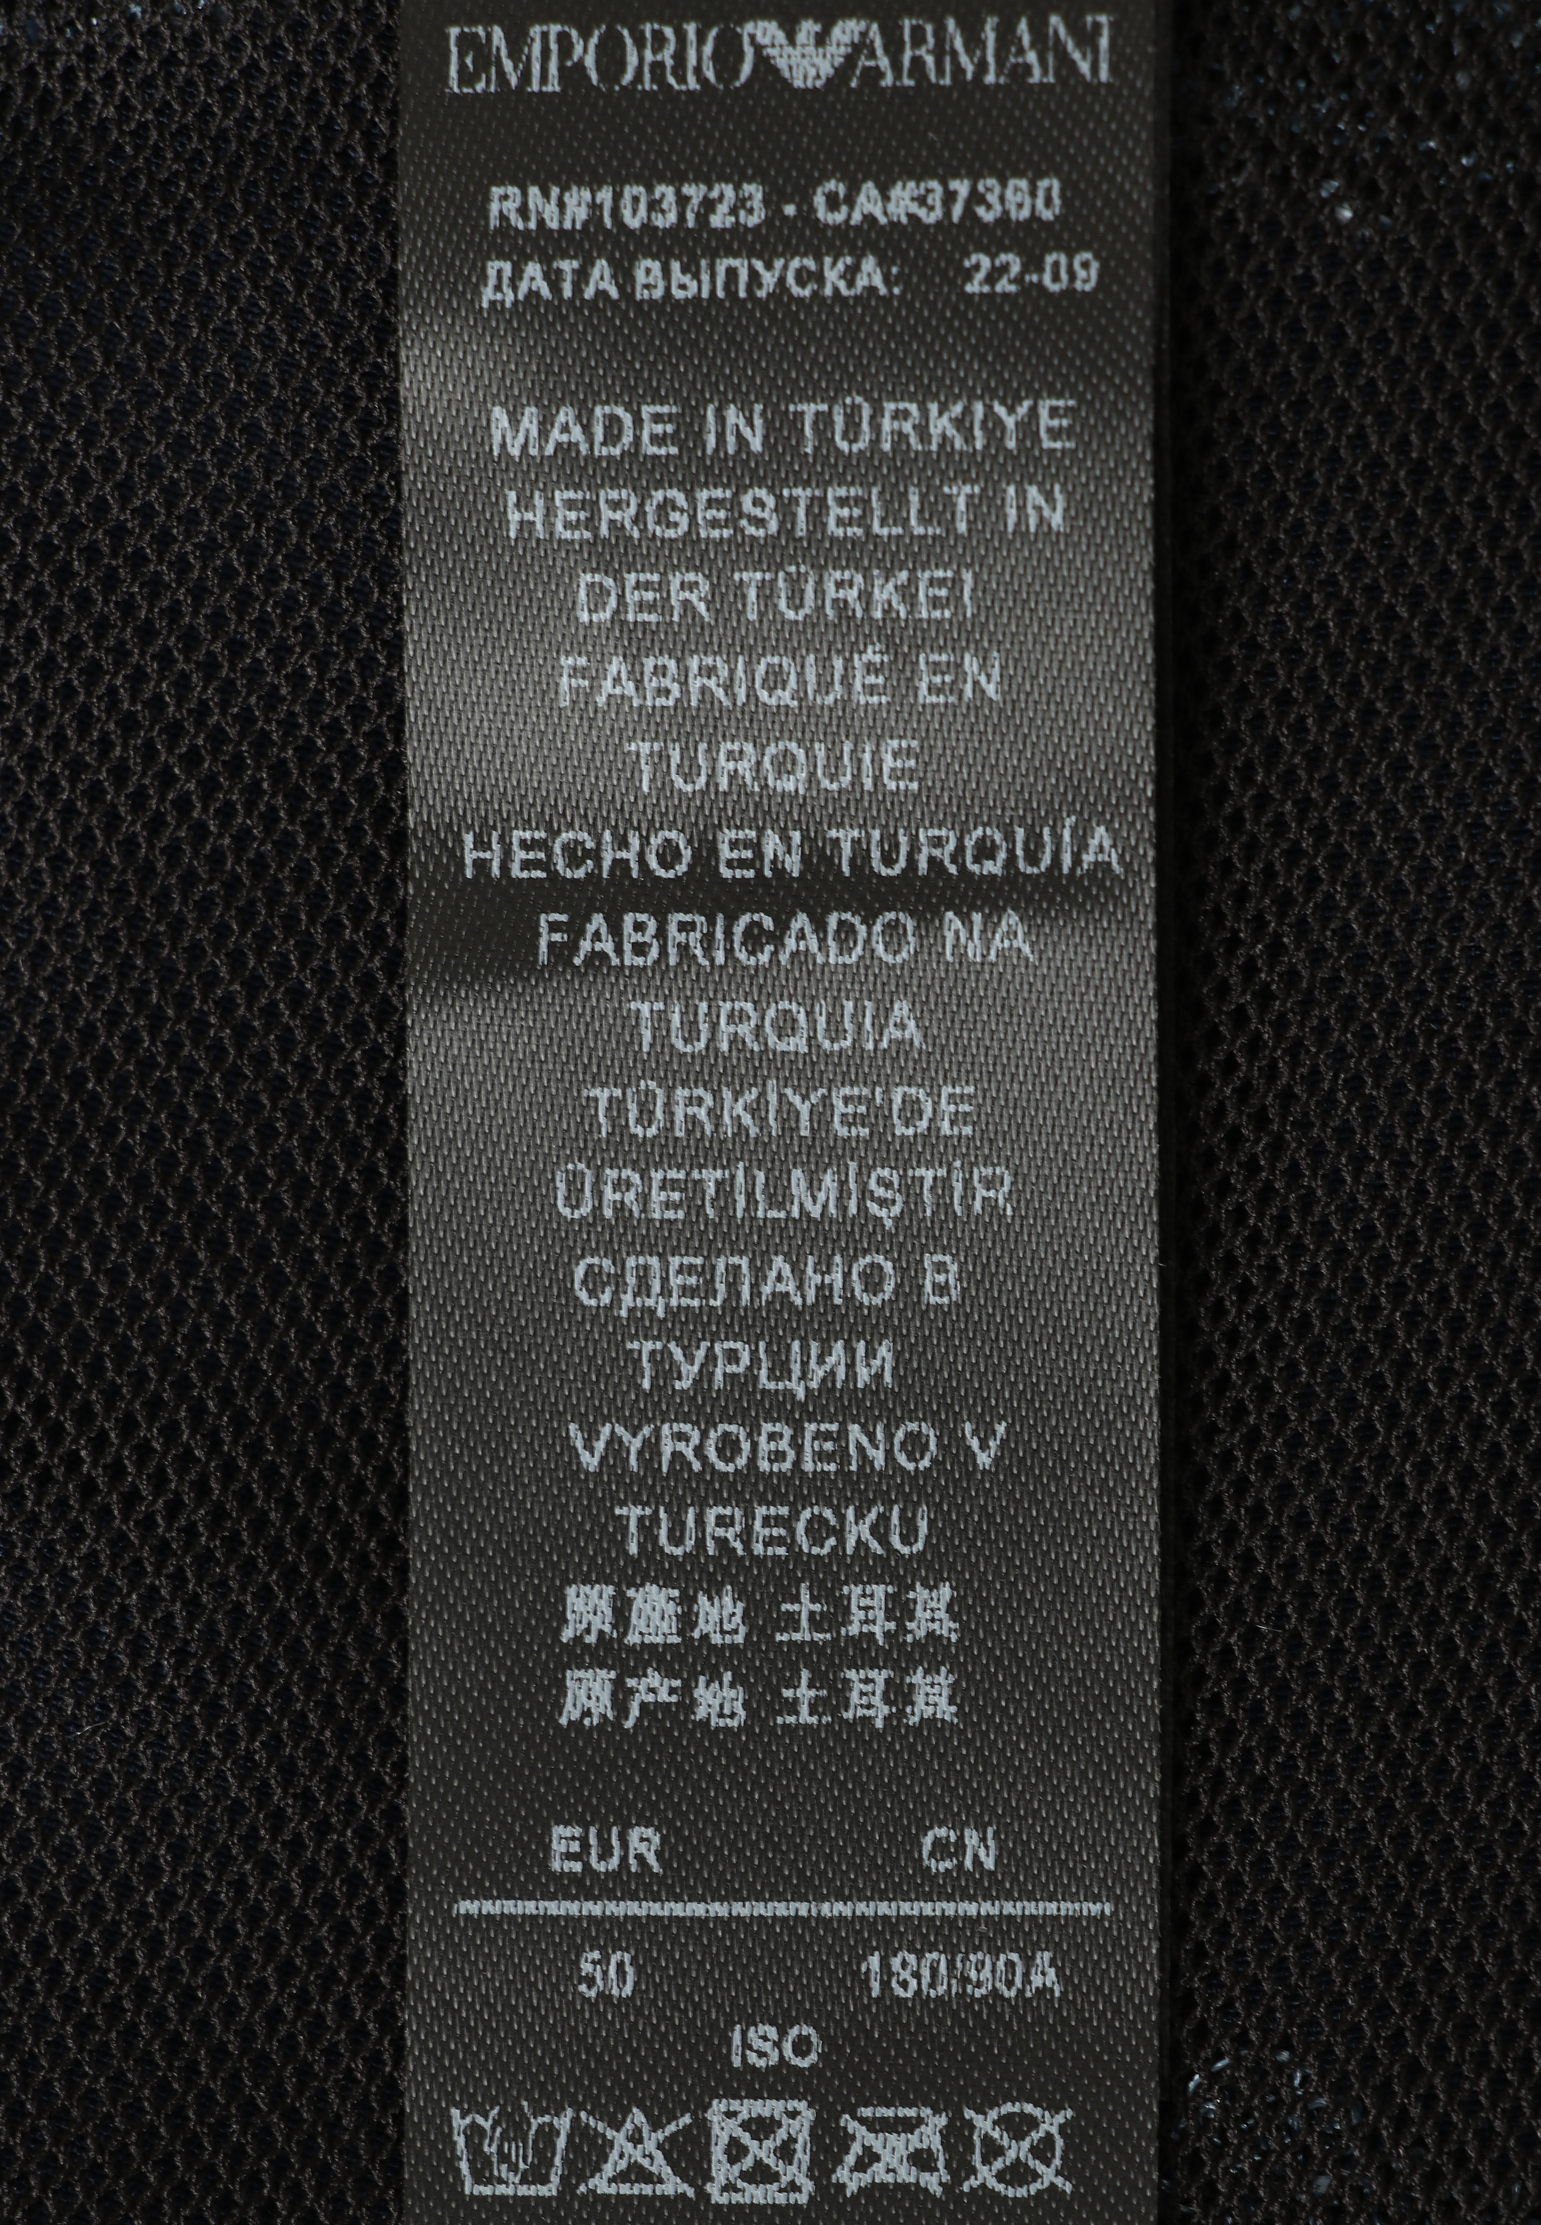 EMPORIO ARMANI
RN#103723 - CA#37360
ДАТА ВЫПУСКА: 22-09
MADE IN TÜRKIYE
HERGESTELLT IN
DER TÜRKEI
FABRIQUÉ EN
TURQUIE
HECHO EN TURQUÍA
FABRICADO NA
TURQUIA
TÜRKİYE'DE
ÜRETİLMİŞTİR
СДЕЛАНО В
ТУРЦИИ
VYROBENO V
TURECKU
原產地 土耳其
原产地 土耳其
EUR CN
50 180/90A
ISO